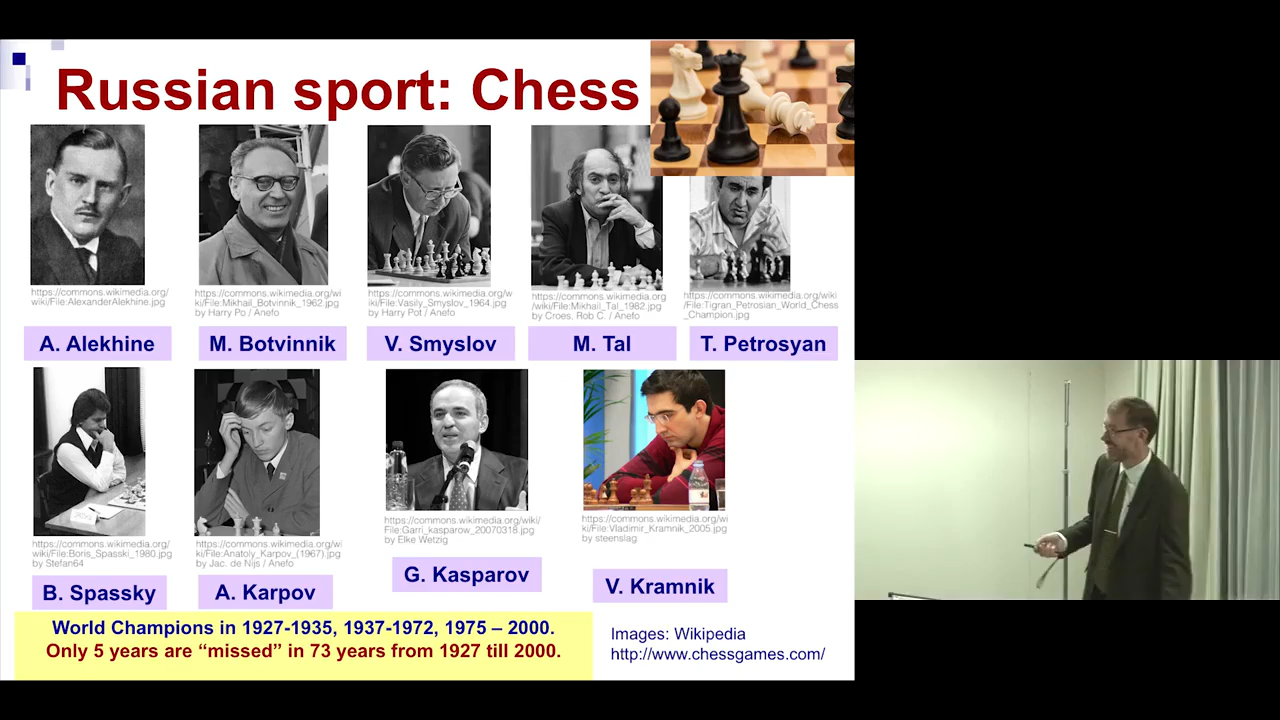 Russian sport: Chess
https://commons.wikimedia.org/
wiki/File:AlexanderAlekhine.jpg
https://commons.wikimedia.org/wi
ki/File:Mikhail_Botvinnik_1962.jpg
by Harry Po / Anefo
https://commons.wikimedia.org/w
iki/File:Vasily_Smyslov_1964.jpg
by Harry Pot / Anefo
https://commons.wikimedia.org
/wiki/File:Mikhail_Tal_1982.jpg
by Croes, Rob C. / Anefo
https://commons.wikimedia.org/wiki
/File:Tigran_Petrosian_World_Chess
_Champion.jpg
A. Alekhine
M. Botvinnik
V. Smyslov
M. Tal
T. Petrosyan
https://commons.wikimedia.org/
wiki/File:Boris_Spasski_1980.jpg
by Stefan64
https://commons.wikimedia.org/wi
ki/File:Anatoly_Karpov_(1967).jpg
by Jac. de Nijs / Anefo
https://commons.wikimedia.org/wiki/
File:Garri_kasparow_20070318.jpg
by Elke Wetzig
https://commons.wikimedia.org/wi
ki/File:Vladimir_Kramnik_2005.jpg
by steenslag
B. Spassky
A. Karpov
G. Kasparov
V. Kramnik
World Champions in 1927-1935, 1937-1972, 1975 – 2000.
Only 5 years are “missed” in 73 years from 1927 till 2000.
Images: Wikipedia
http://www.chessgames.com/